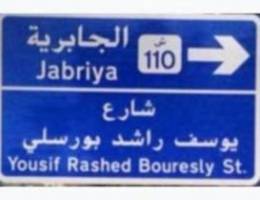 الجابرية
Jabriya
ق 110
شارع
يوسف راشد بورسلي
Yousif Rashed Bouresly St.